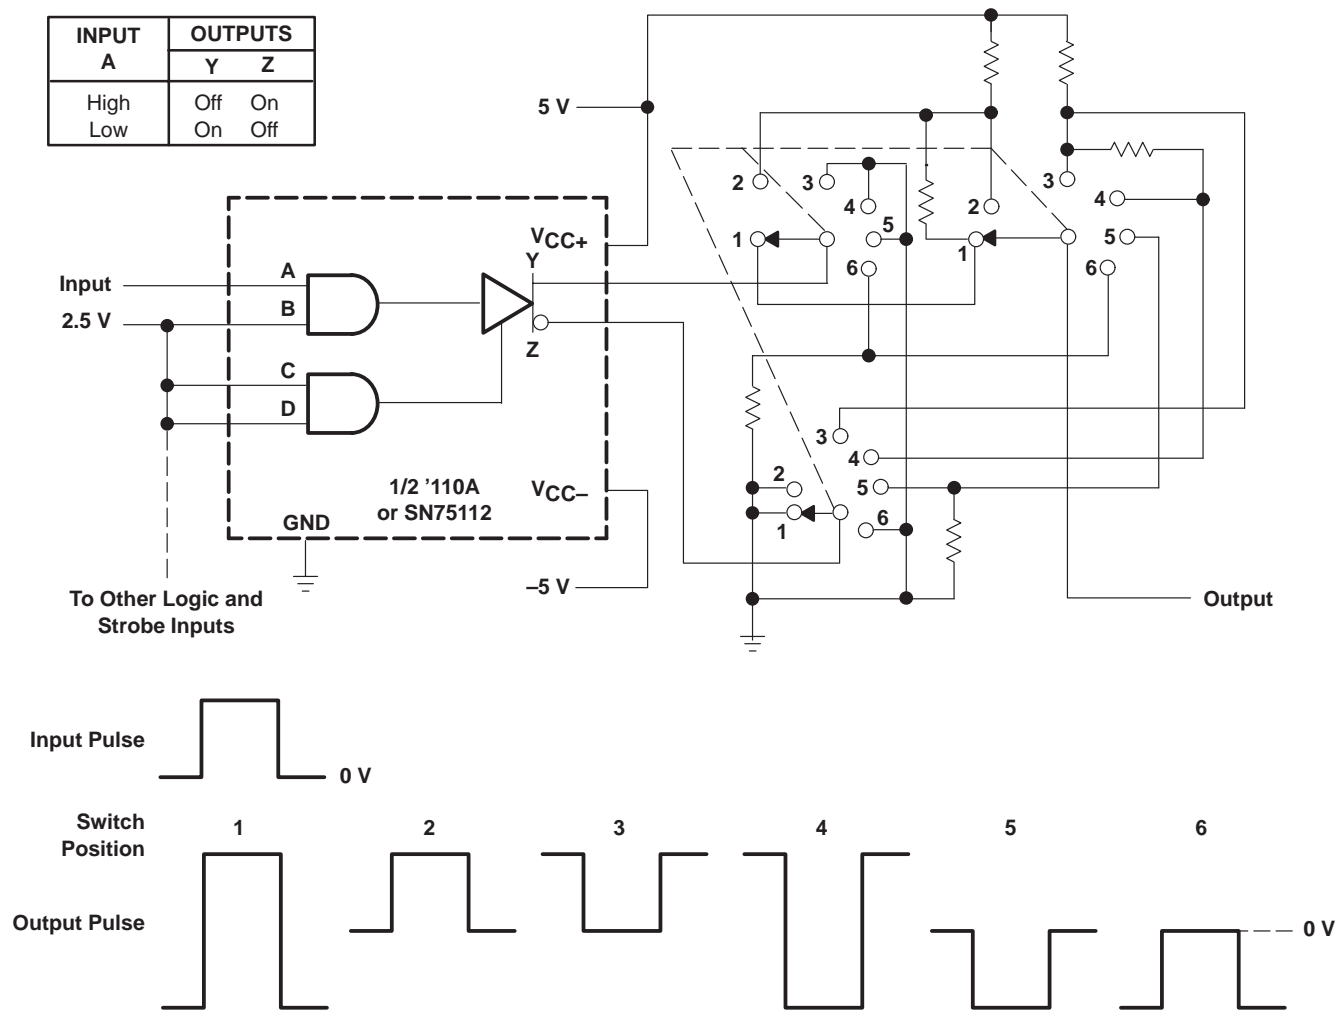 INPUT A
OUTPUTS
Y Z
High Off On
Low On Off
5 V
2
3
4
5
1
6
2
1
3
4
5
6
VCC+
Y
Input
A
2.5 V
B
Z
C
D
1/2 '110A
or SN75112
VCC–
GND
–5 V
3
4
2
5
1
6
To Other Logic and
Strobe Inputs
Output
Input Pulse
0 V
Switch
Position
1 2 3 4 5 6
Output Pulse
0 V